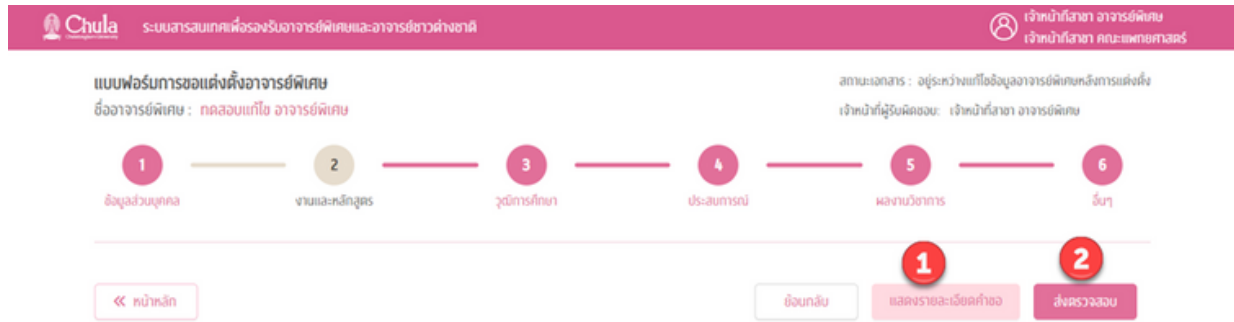 Chula ระบบสารสนเทศเพื่อรองรับอาจารย์พิเศษและอาจารย์ชาวต่างชาติ
เจ้าหน้าที่สาขา อาจารย์พิเศษ
เจ้าหน้าที่สาขา คณะแพทยศาสตร์
แบบฟอร์มการขอแต่งตั้งอาจารย์พิเศษ
สถานะเอกสาร : อยู่ระหว่างแก้ไขข้อมูลอาจารย์พิเศษหลังการแต่งตั้ง
ชื่ออาจารย์พิเศษ : ทดสอบแก้ไข อาจารย์พิเศษ
เจ้าหน้าที่ผู้รับผิดชอบ: เจ้าหน้าที่สาขา อาจารย์พิเศษ
1 2 3 4 5 6
ข้อมูลส่วนบุคคล งานและหลักสูตร วุฒิการศึกษา ประสบการณ์ ผลงานวิชาการ อื่นๆ
1 2
« หน้าหลัก ย้อนกลับ แสดงรายละเอียดคำขอ ส่งตรวจสอบ